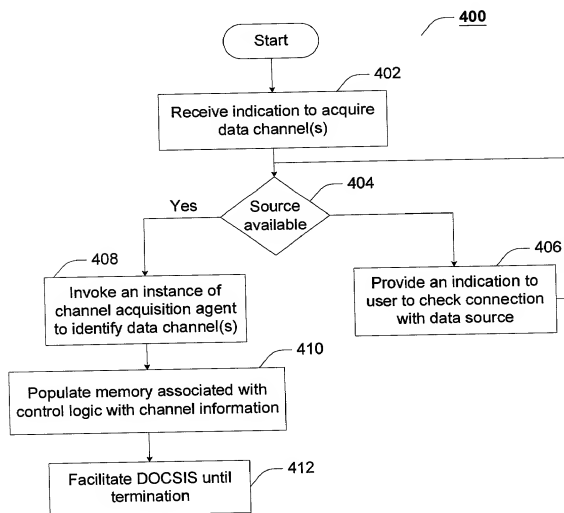 400
Start
402
Receive indication to acquire
data channel(s)
404
Source
available
Yes
406
Provide an indication to
user to check connection
with data source
408
Invoke an instance of
channel acquisition agent
to identify data channel(s)
410
Populate memory associated with
control logic with channel information
412
Facilitate DOCSIS until
termination